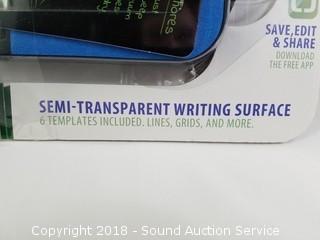 SAVE, EDIT
& SHARE
DOWNLOAD
THE FREE APP
SEMI-TRANSPARENT WRITING SURFACE
6 TEMPLATES INCLUDED. LINES, GRIDS, AND MORE.
Copyright 2018 - Sound Auction Service